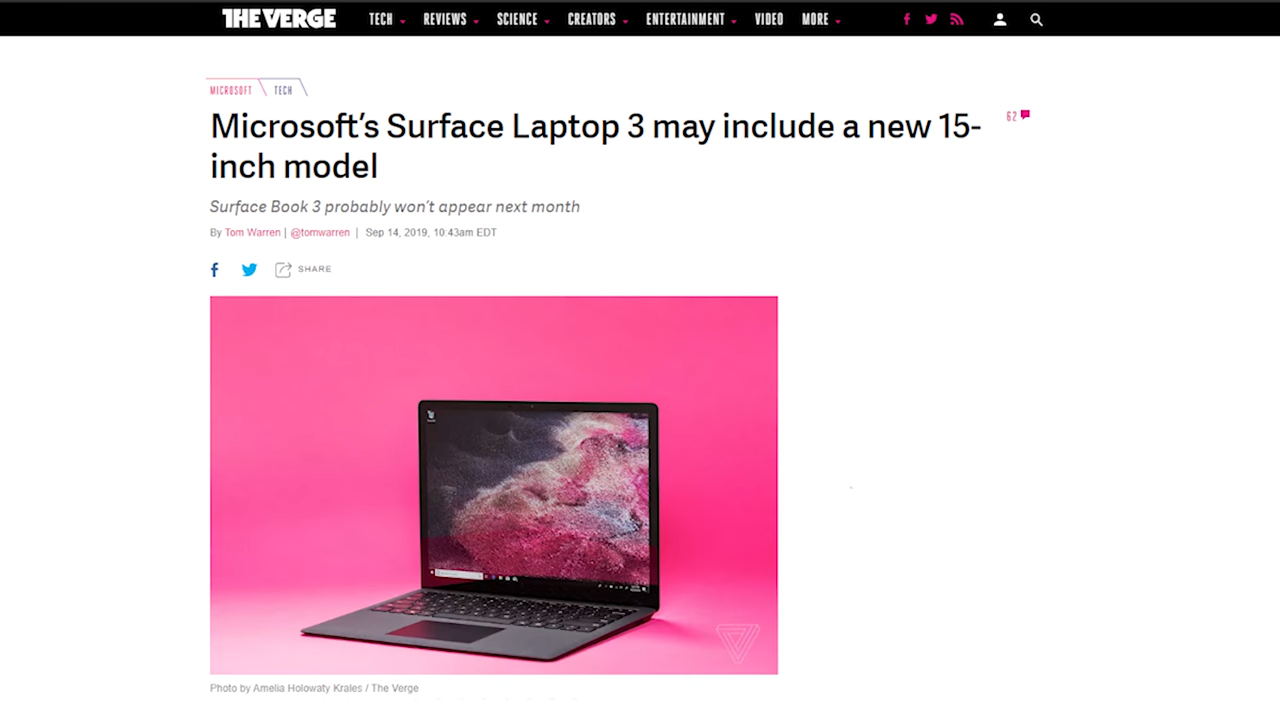 THE VERGE TECH REVIEWS SCIENCE CREATORS ENTERTAINMENT VIDEO MORE
MICROSOFT TECH
Microsoft's Surface Laptop 3 may include a new 15-
inch model
62
Surface Book 3 probably won't appear next month
By Tom Warren | @tomwarren | Sep 14, 2019, 10:43am EDT
SHARE
Photo by Amelia Holowaty Krales / The Verge